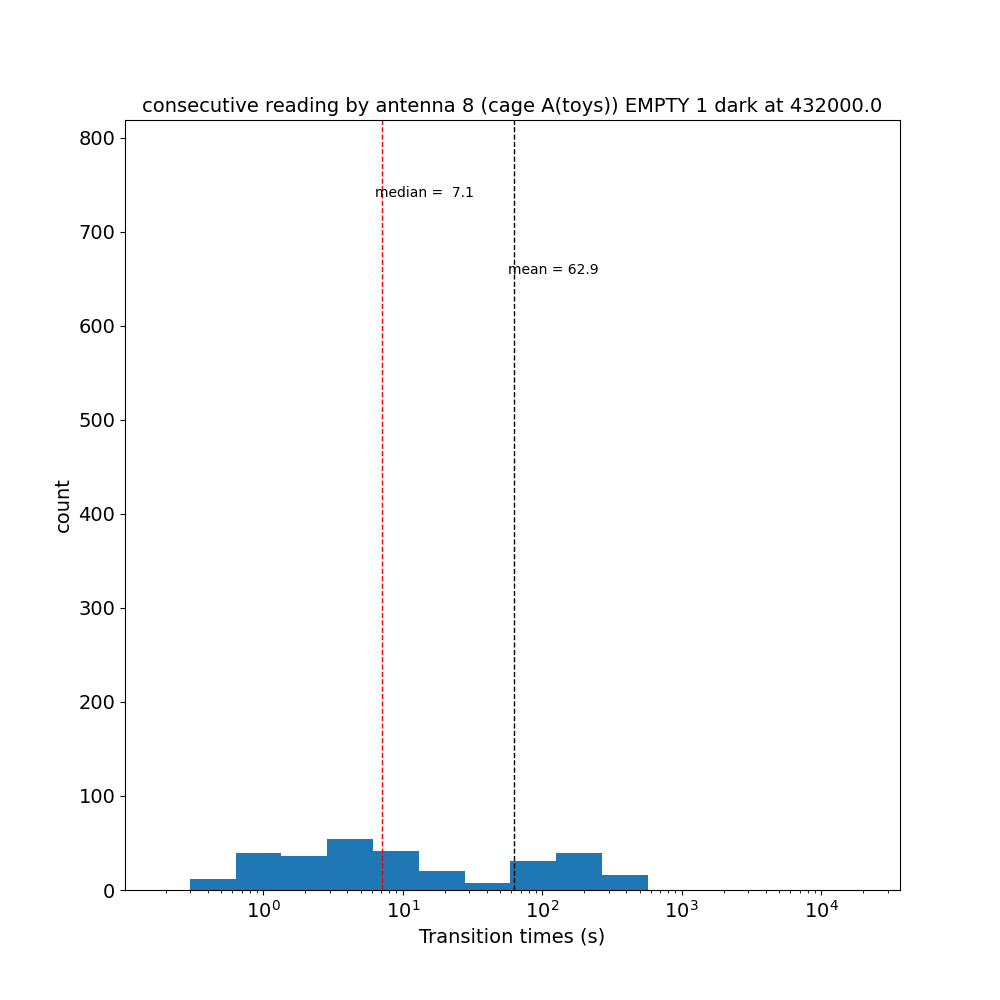 consecutive reading by antenna 8 (cage A(toys)) EMPTY 1 dark at 432000.0
800
median =  7.1
700
mean = 62.9
600
500
count
400
300
200
100
0
10⁰ 10¹ 10² 10³ 10⁴
Transition times (s)